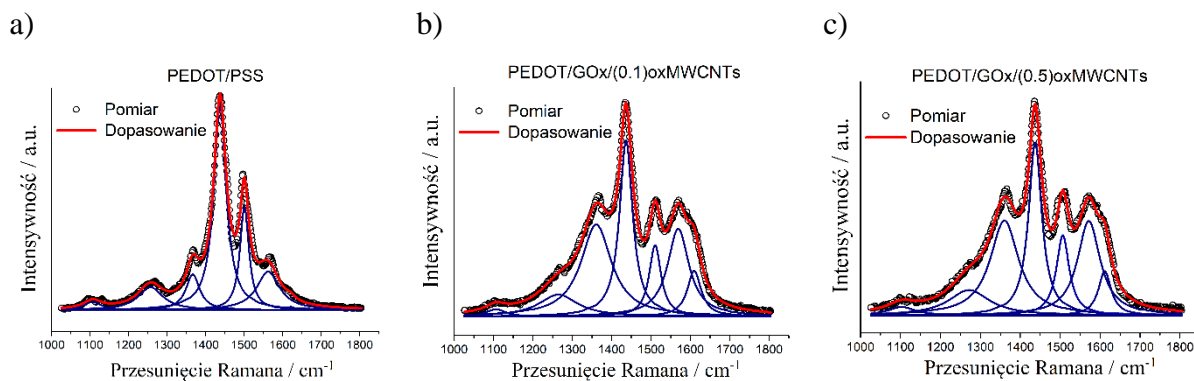 a)
PEDOT/PSS
Pomiar
Dopasowanie
Intensywność / a.u.
1000 1100 1200 1300 1400 1500 1600 1700 1800
Przesunięcie Ramana / cm-1
b)
PEDOT/GOx/(0.1)oxMWCNTs
Pomiar
Dopasowanie
Intensywność / a.u.
1000 1100 1200 1300 1400 1500 1600 1700 1800
Przesunięcie Ramana / cm-1
c)
PEDOT/GOx/(0.5)oxMWCNTs
Pomiar
Dopasowanie
Intensywność / a.u.
1000 1100 1200 1300 1400 1500 1600 1700 1800
Przesunięcie Ramana / cm-1